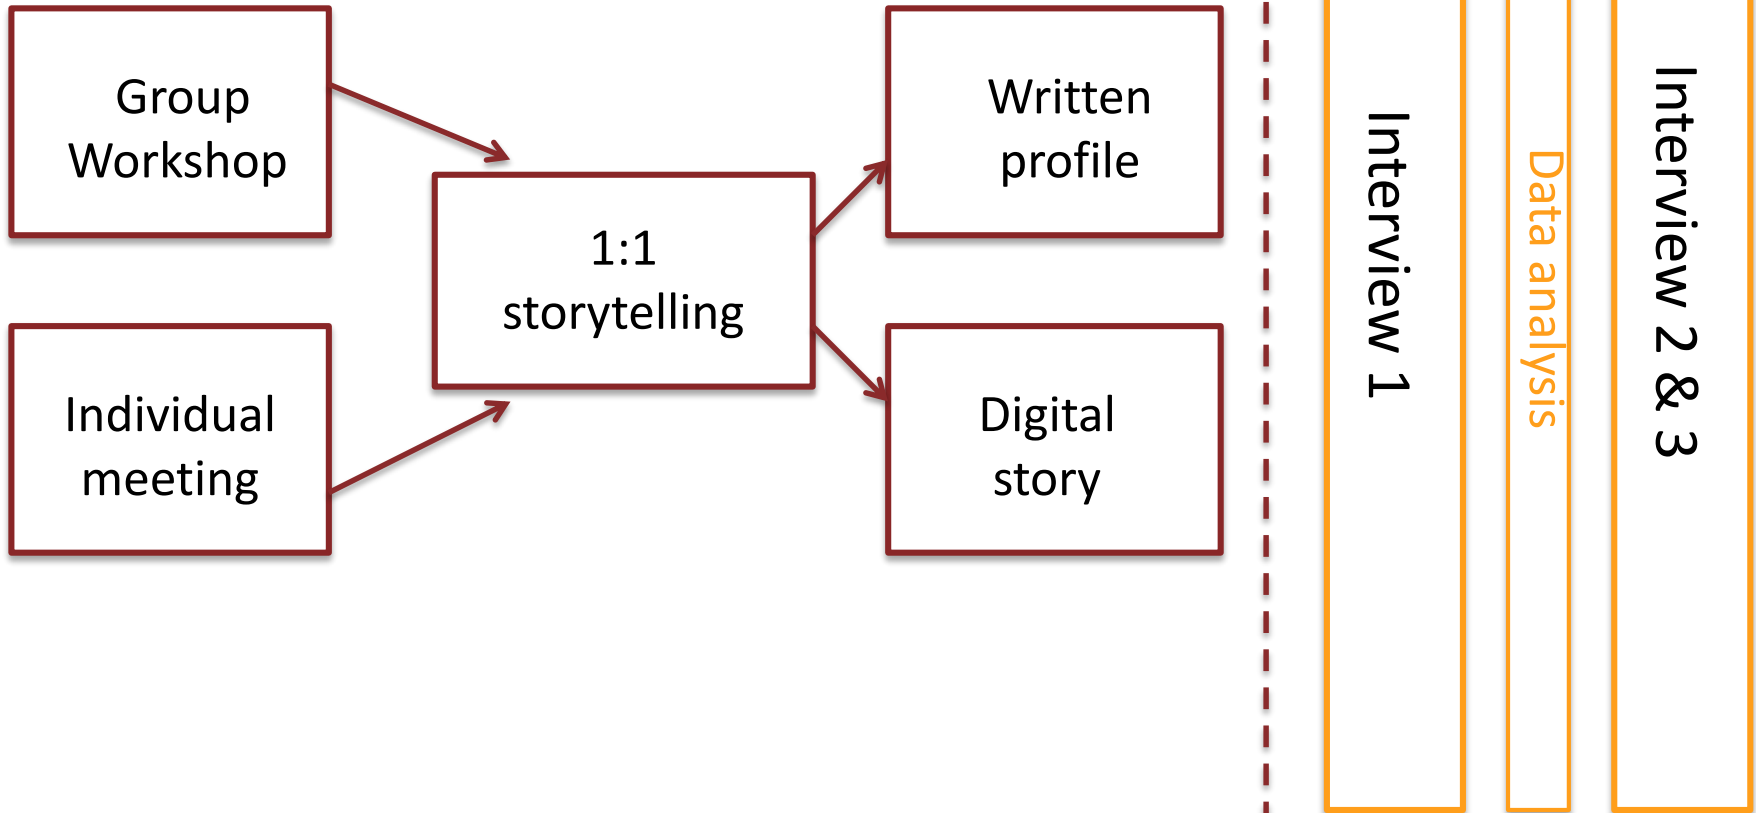 Group
Workshop
Individual
meeting
1:1
storytelling
Written
profile
Digital
story
Interview 1
Data analysis
Interview 2 & 3